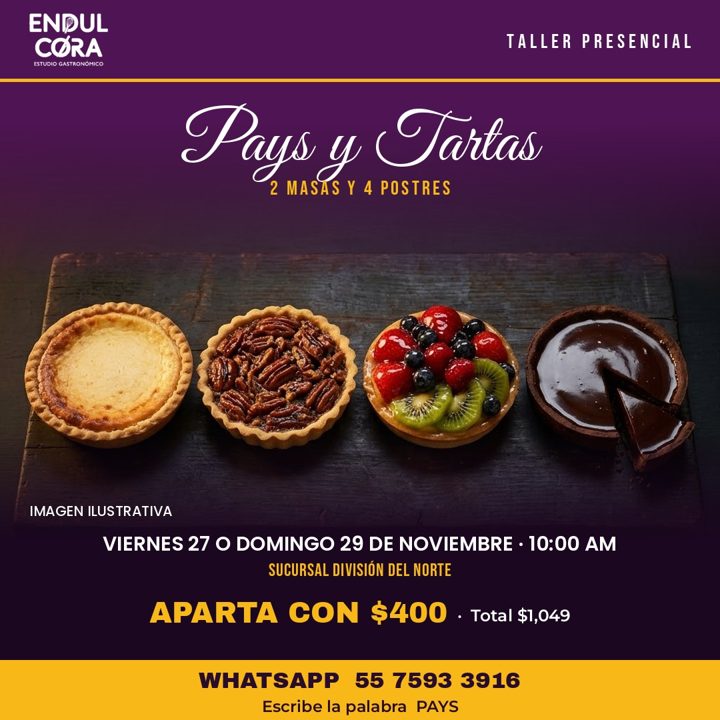 ENDUL
CØRA
ESTUDIO GASTRONÓMICO
TALLER PRESENCIAL
Pays y Tartas
2 MASAS Y 4 POSTRES
IMAGEN ILUSTRATIVA
VIERNES 27 O DOMINGO 29 DE NOVIEMBRE · 10:00 AM
SUCURSAL DIVISIÓN DEL NORTE
APARTA CON $400 · Total $1,049
WHATSAPP 55 7593 3916
Escribe la palabra PAYS